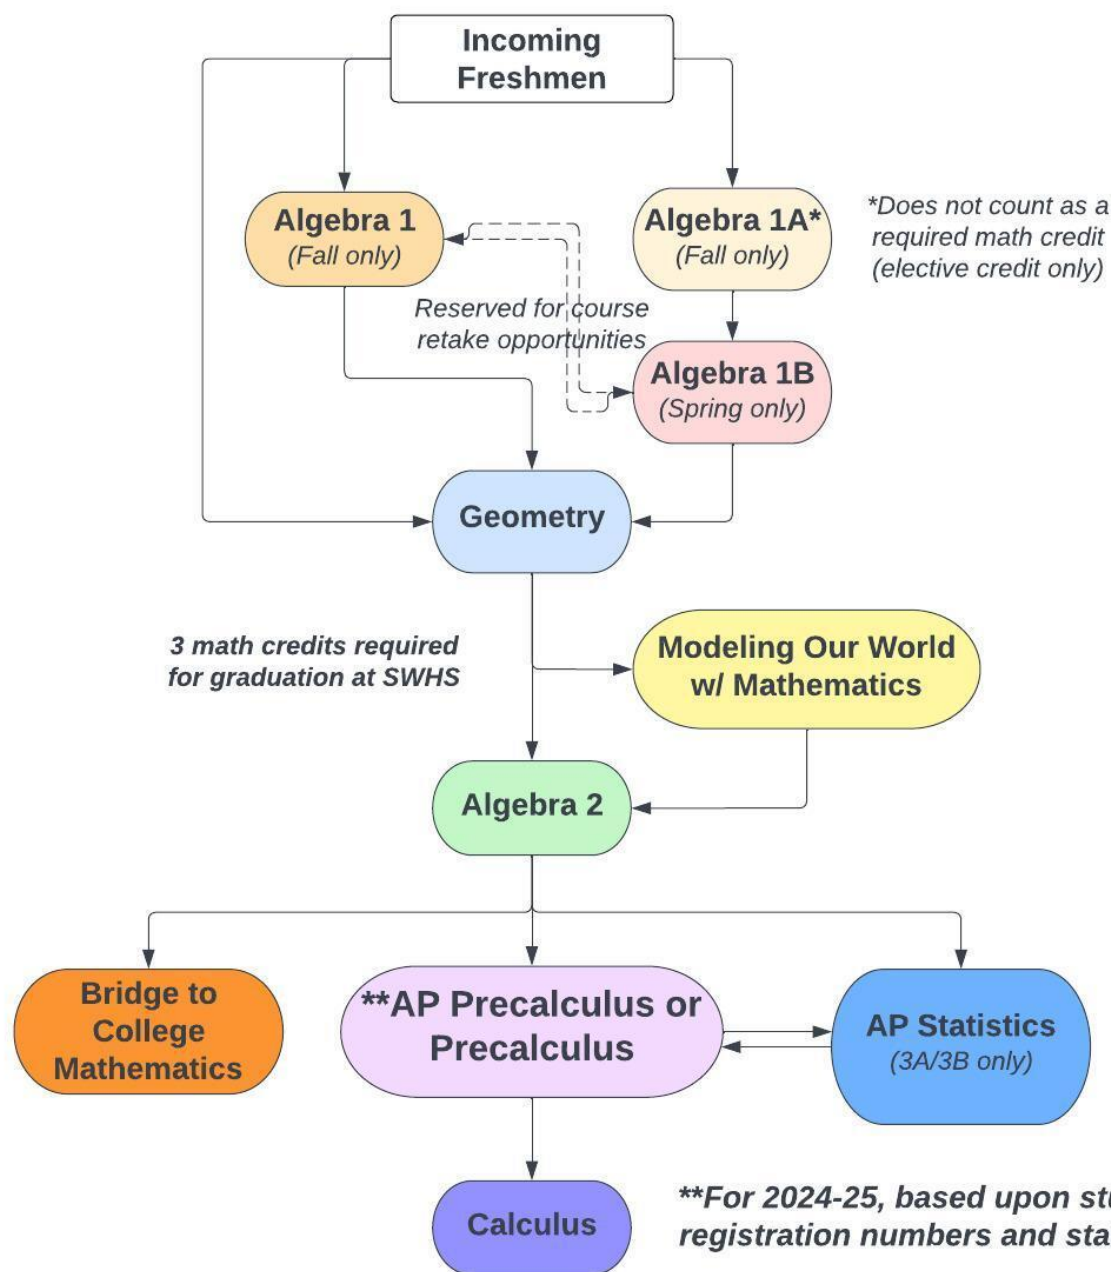 Incoming
Freshmen
Algebra 1
(Fall only)
Algebra 1A*
(Fall only)
*Does not count as a
required math credit
(elective credit only)
Reserved for course
retake opportunities
Algebra 1B
(Spring only)
Geometry
3 math credits required
for graduation at SWHS
Modeling Our World
w/ Mathematics
Algebra 2
Bridge to
College
Mathematics
**AP Precalculus or
Precalculus
AP Statistics
(3A/3B only)
Calculus
**For 2024-25, based upon
registration numbers and